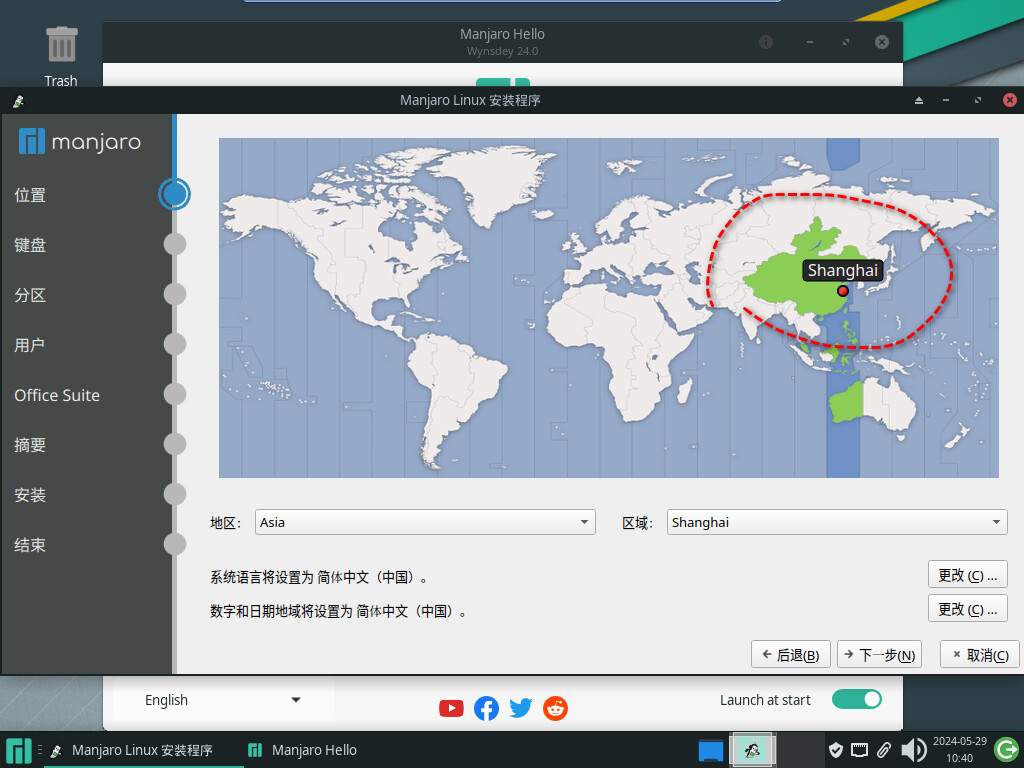 Manjaro Hello
Wynsdey 24.0
Trash
Manjaro Linux 安装程序
manjaro
位置
键盘
分区
用户
Office Suite
摘要
安装
结束
Shanghai
地区： Asia 区域： Shanghai
系统语言将设置为 简体中文（中国）。 更改 (C) ...
数字和日期地域将设置为 简体中文（中国）。 更改 (C) ...
后退(B) 下一步(N) 取消(C)
English Launch at start
Manjaro Linux 安装程序 Manjaro Hello 2024-05-29
10:40